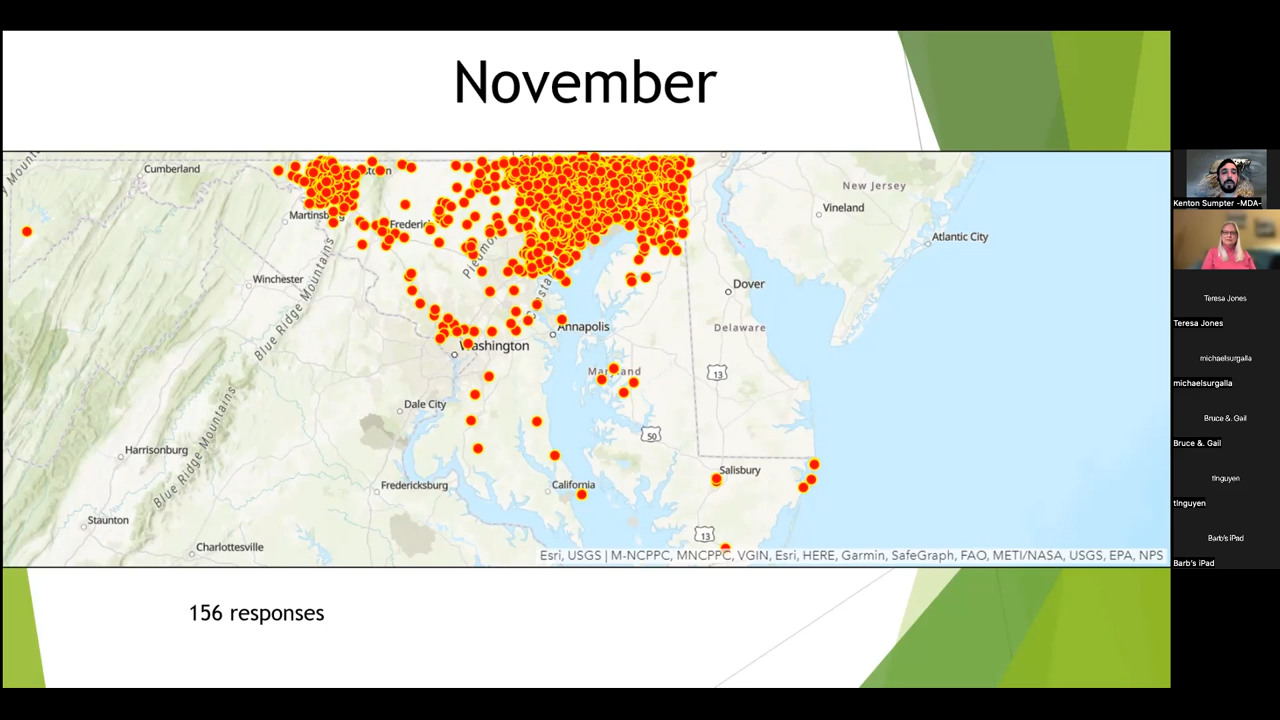 November
Cumberland
Martinsb
Frederic
Piedmo
Winchester
Blue Ridge Mountains
Washington
Annapolis
Dover
Delaware
New Jersey
Vineland
Atlantic City
13
Maryland
50
Dale City
Harrisonburg
Blue Ridge Mountains
Fredericksburg
California
Salisbury
Staunton
Charlottesville
13
Esri, USGS | M-NCPPC, MNCPPC, VGIN, Esri, HERE, Garmin, SafeGraph, FAO, METI/NASA, USGS, EPA, NPS
156 responses
Kenton Sumpter -MDA-
Teresa Jones
Teresa Jones
michaelsurgalla
michaelsurgalla
Bruce &. Gail
Bruce &. Gail
tlnguyen
tlnguyen
Barb's iPad
Barb's iPad